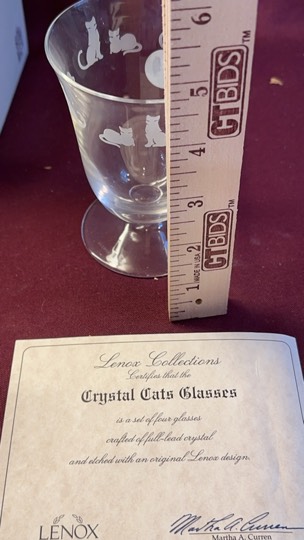 6
5
CTBIDS™
4
3
CTBIDS™
2
MADE IN USA
1
Lenox Collections
Certifies that the
Crystal Cats Glasses
is a set of four glasses
crafted of full-lead crystal
and etched with an original Lenox design.
LENOX
Martha A. Curren
Martha A. Curren